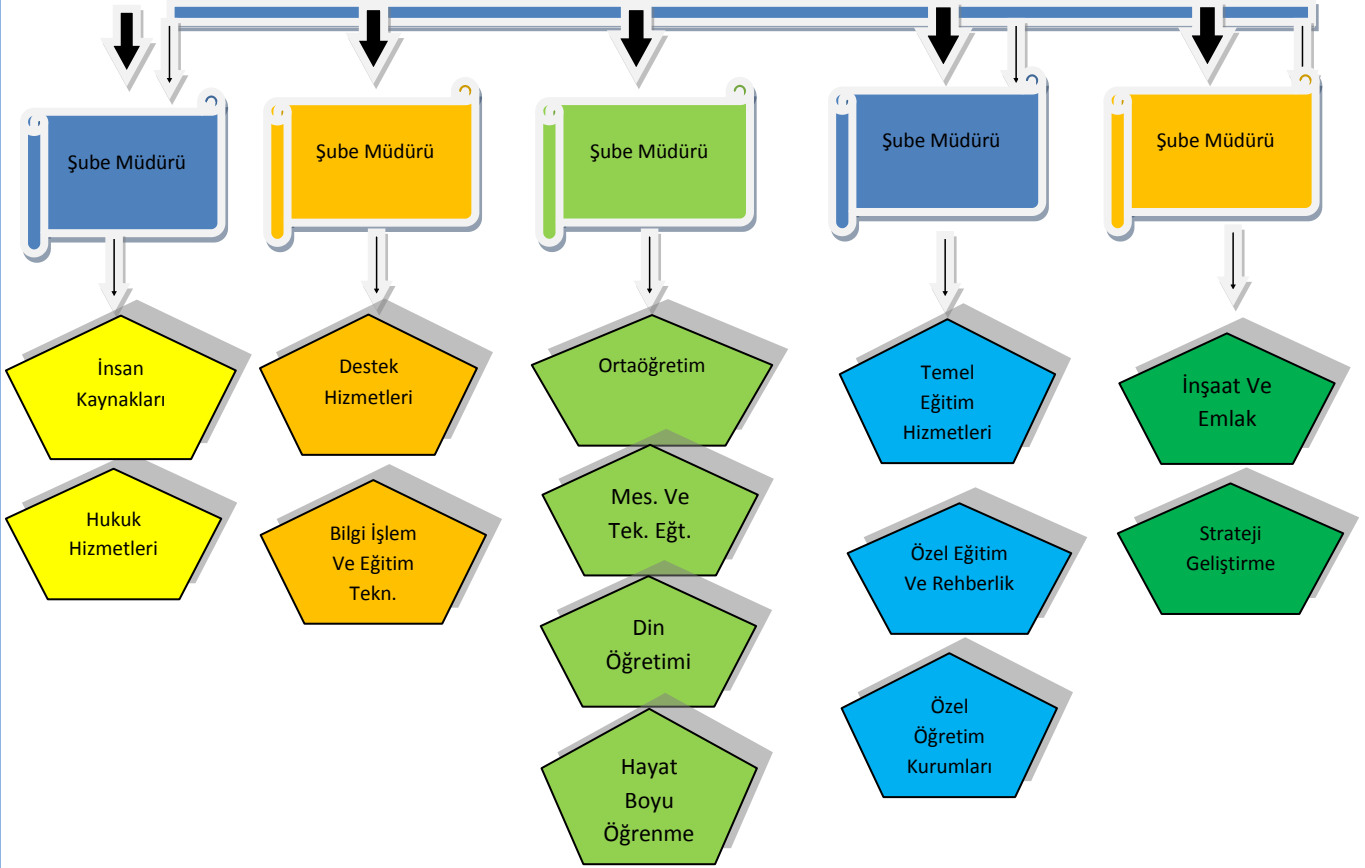 Şube Müdürü
Şube Müdürü
Şube Müdürü
Şube Müdürü
Şube Müdürü
İnsan
Kaynakları
Hukuk
Hizmetleri
Destek
Hizmetleri
Bilgi İşlem
Ve Eğitim
Tekn.
Ortaöğretim
Mes. Ve
Tek. Eğt.
Din
Öğretimi
Hayat
Boyu
Öğrenme
Temel
Eğitim
Hizmetleri
Özel Eğitim
Ve Rehberlik
Özel
Öğretim
Kurumları
İnşaat Ve
Emlak
Strateji
Geliştirme